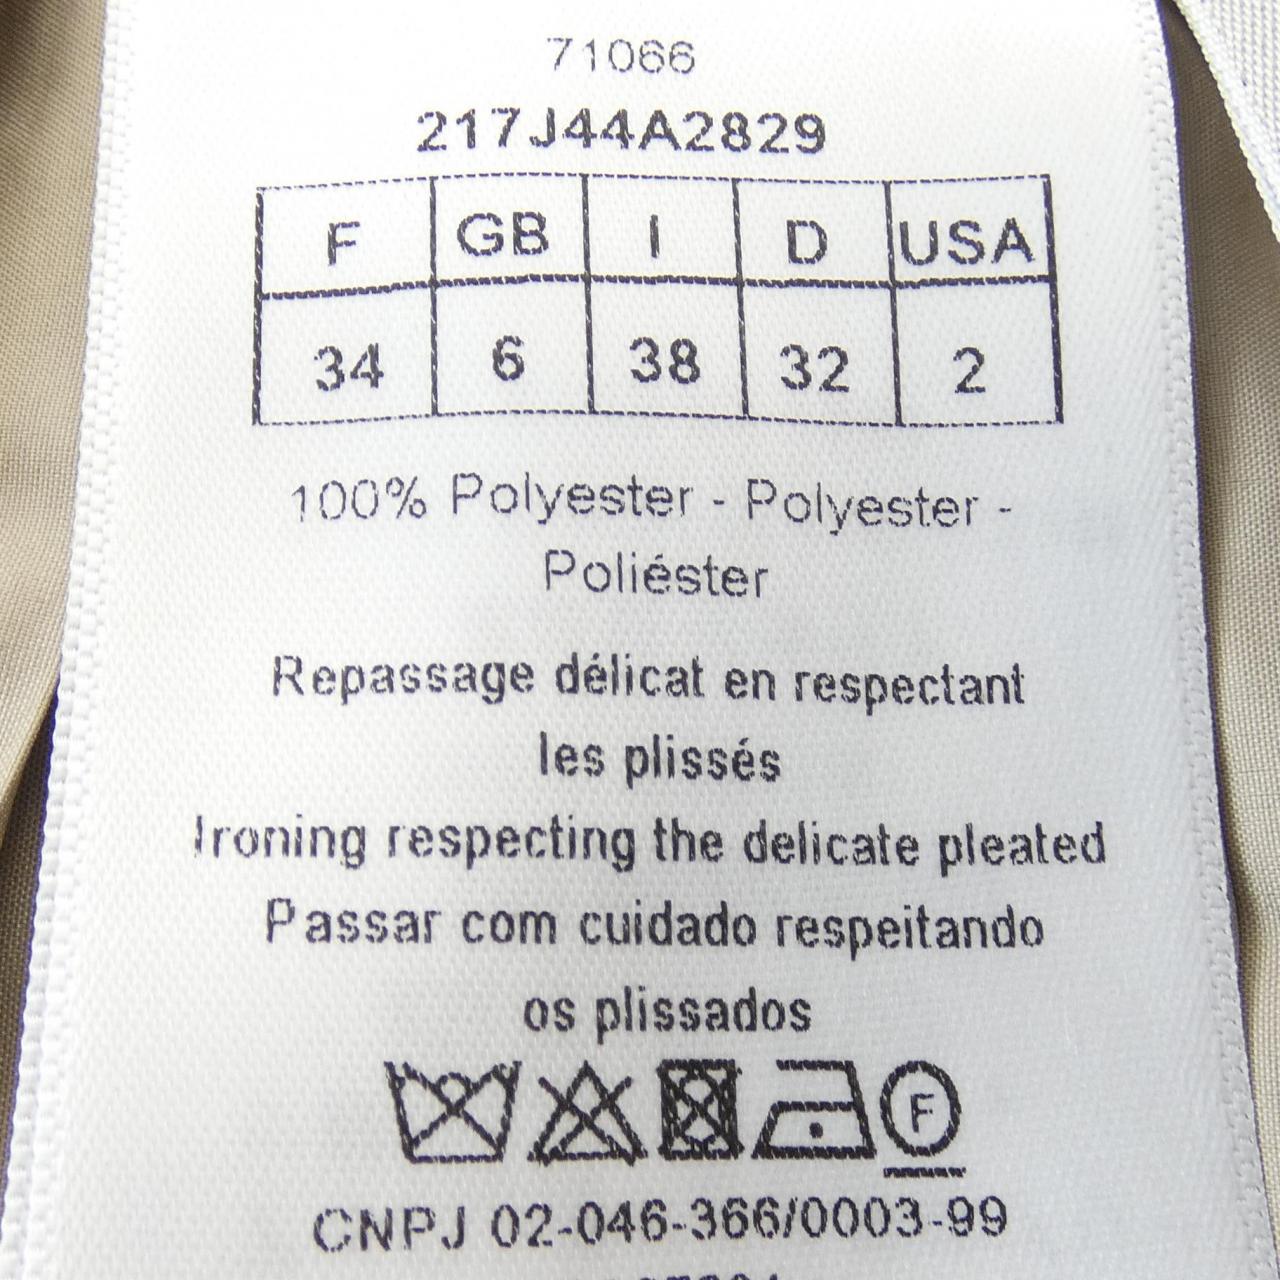 71066
217J44A2829
F GB I D USA
34 6 38 32 2
100% Polyester - Polyester -
Poliéster
Repassage délicat en respectant
les plissés
Ironing respecting the delicate pleated
Passar com cuidado respeitando
os plissados
F
CNPJ 02-046-366/0003-99